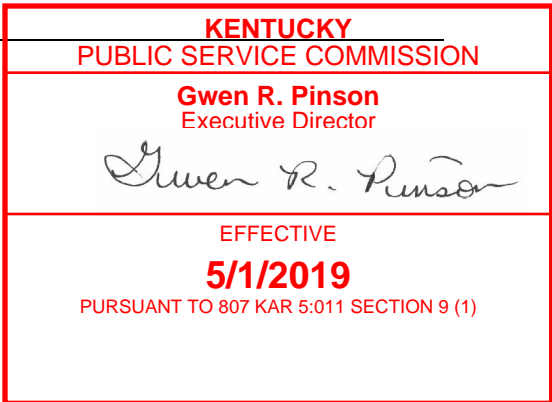 KENTUCKY
PUBLIC SERVICE COMMISSION
Gwen R. Pinson
Executive Director
Gwen R. Pinson
EFFECTIVE
5/1/2019
PURSUANT TO 807 KAR 5:011 SECTION 9 (1)